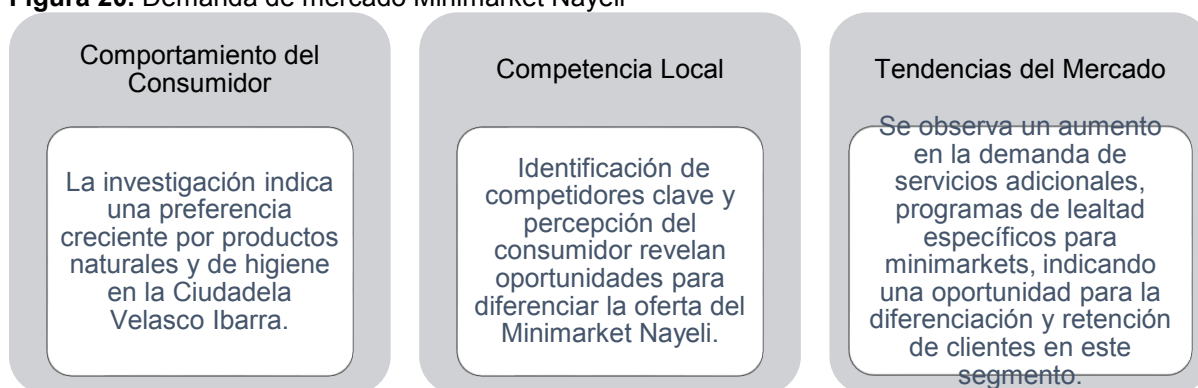 Figura 20. Demanda de mercado Minimarket Nayeli
Comportamiento del
Consumidor
La investigación indica
una preferencia
creciente por productos
naturales y de higiene
en la Ciudadela
Velasco Ibarra.
Competencia Local
Identificación de
competidores clave y
percepción del
consumidor revelan
oportunidades para
diferenciar la oferta del
Minimarket Nayeli.
Tendencias del Mercado
Se observa un aumento
en la demanda de
servicios adicionales,
programas de lealtad
específicos para
minimarkets, indicando
una oportunidad para la
diferenciación y retención
de clientes en este
segmento.